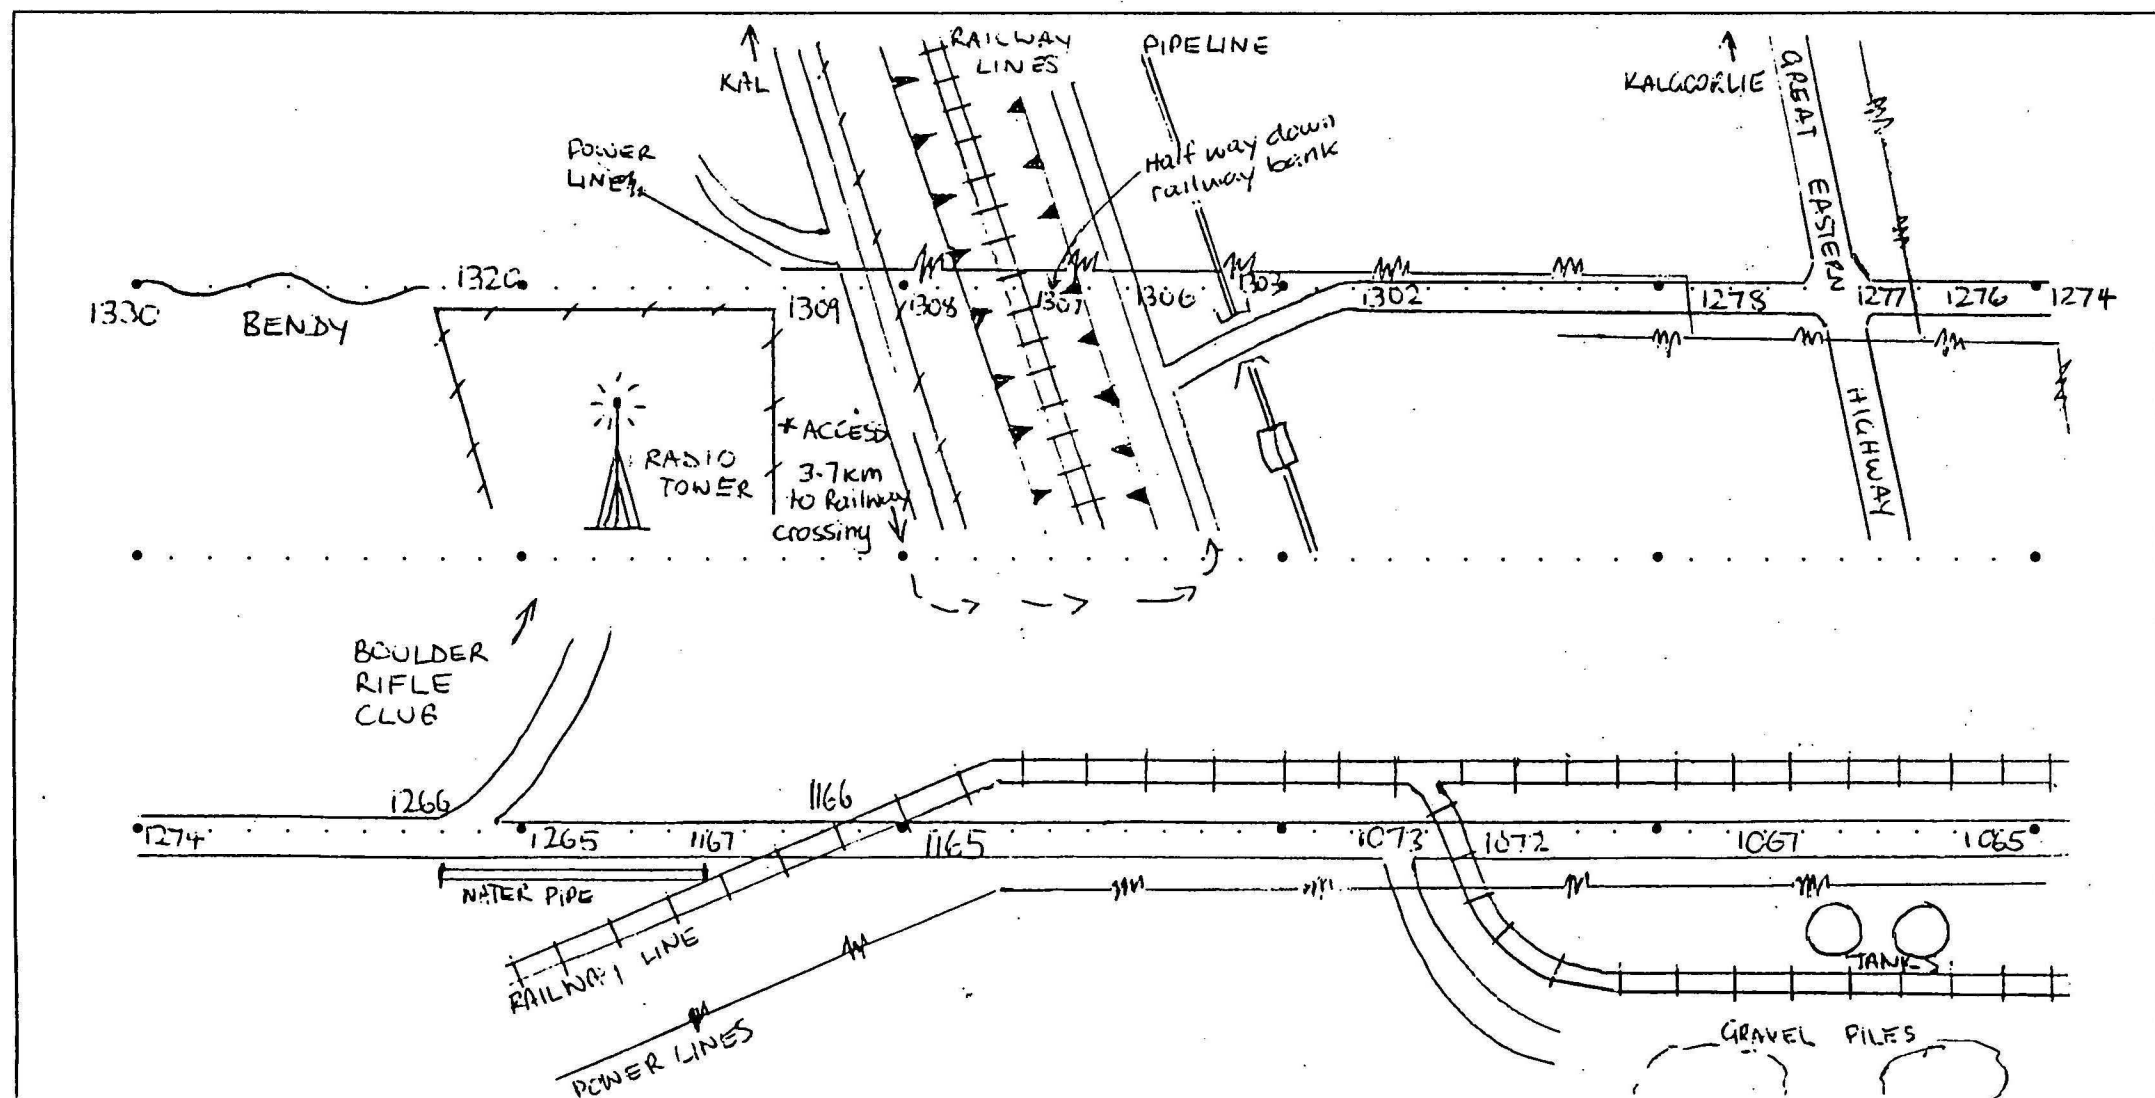 KAL
RAILWAY
LINES
PIPELINE
KALGOORLIE
GREAT EASTERN
HIGHWAY
POWER
LINES
Half way down
railway bank
1330
BENDY
1320
1309
1308
1307
1306
1303
1302
1278
1277
1276
1274
RADIO
TOWER
* ACCESS
3.7km
to Railway
crossing
BOULDER
RIFLE
CLUB
1274
1266
1265
1167
1166
1165
1073
1072
1067
1065
WATER PIPE
RAILWAY LINE
POWER LINES
TANKS
GRAVEL PILES